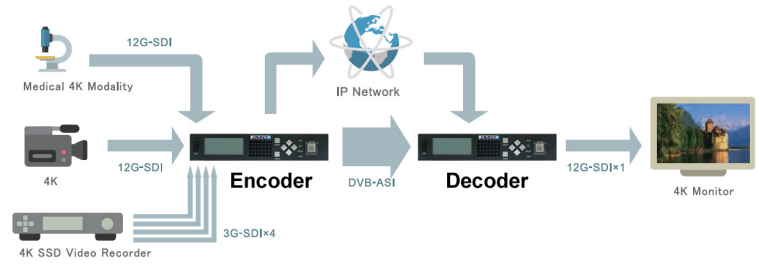 12G-SDI
Medical 4K Modality
IP Network
12G-SDI
4K
Encoder
DVB-ASI
Decoder
12G-SDI×1
4K Monitor
3G-SDI×4
4K SSD Video Recorder